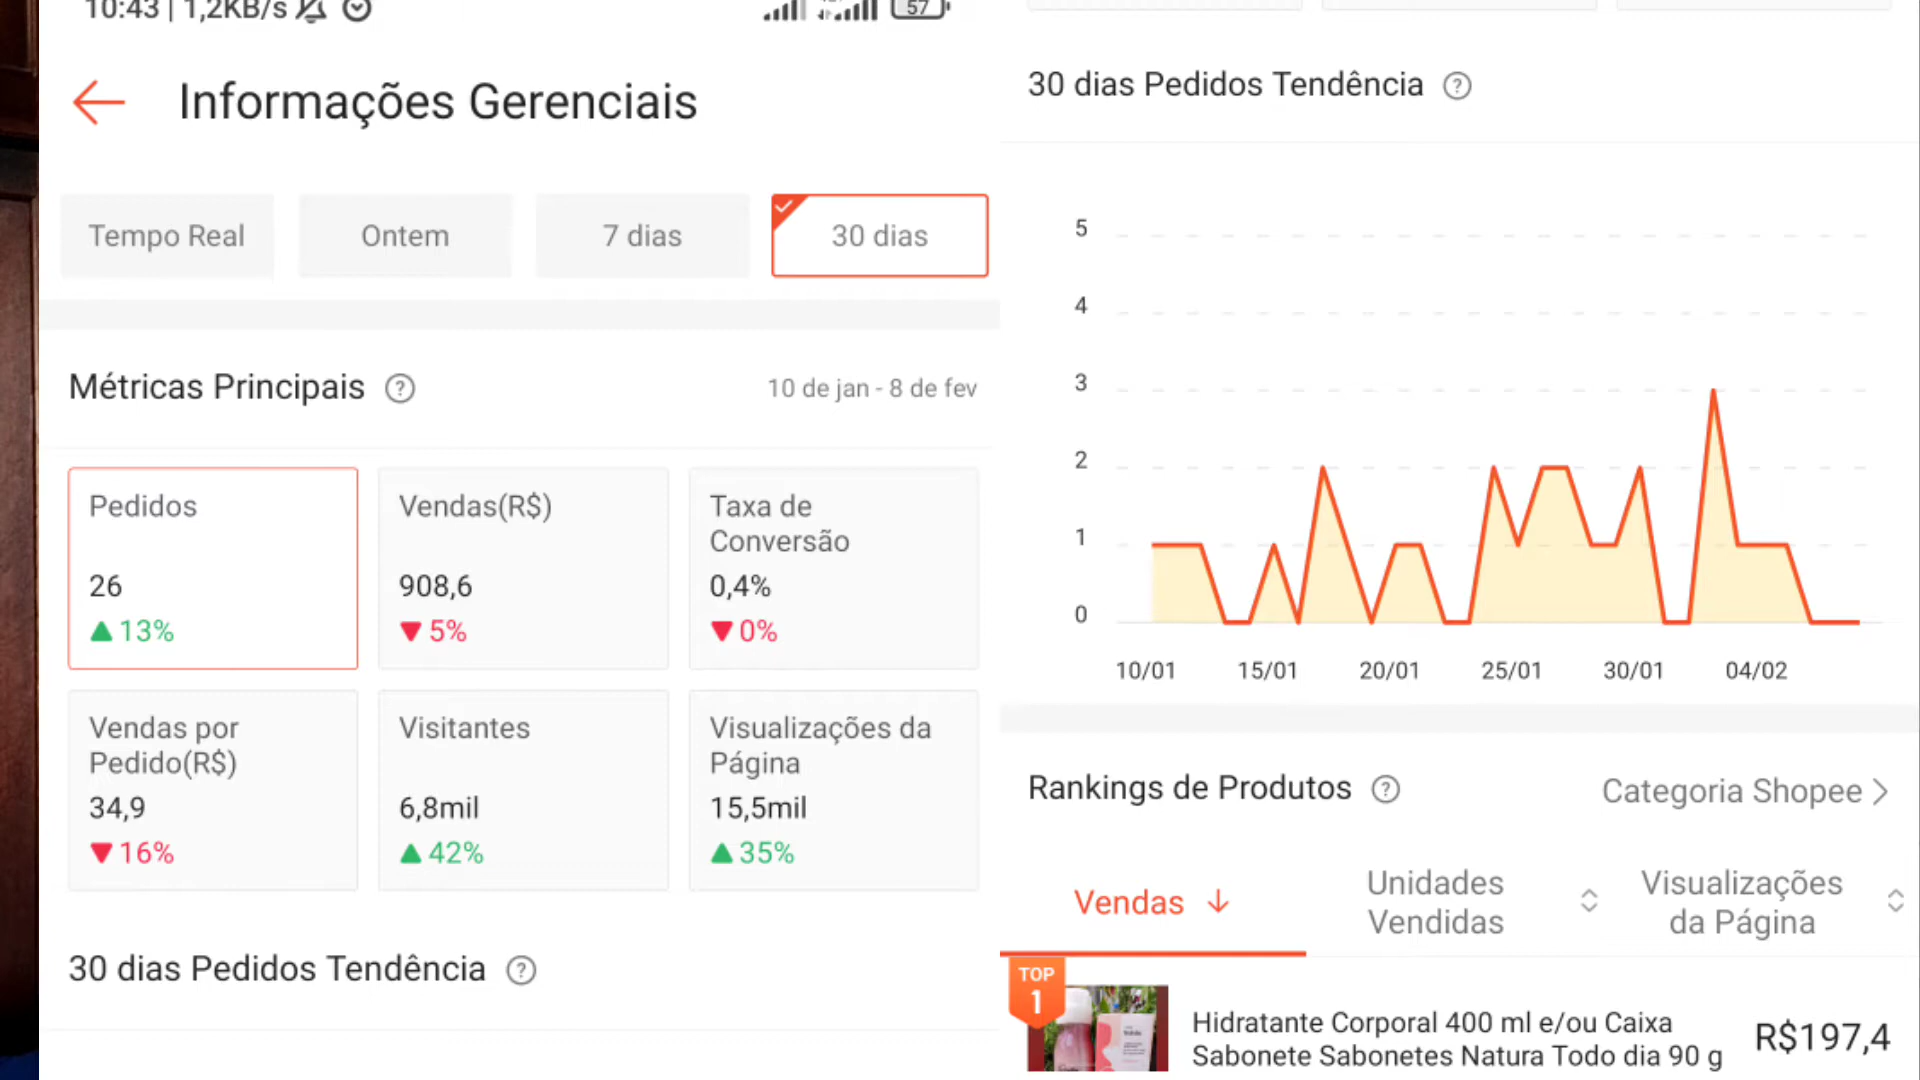 10:43 | 1,2KB/s
57
Informações Gerenciais
Tempo Real
Ontem
7 dias
30 dias
Métricas Principais ?
10 de jan - 8 de fev
Pedidos
26
13%
Vendas(R$)
908,6
5%
Taxa de
Conversão
0,4%
0%
Vendas por
Pedido(R$)
34,9
16%
Visitantes
6,8mil
42%
Visualizações da
Página
15,5mil
35%
30 dias Pedidos Tendência ?
30 dias Pedidos Tendência ?
5
4
3
2
1
0
10/01 15/01 20/01 25/01 30/01 04/02
Rankings de Produtos ?
Categoria Shopee >
Vendas ↓
Unidades
Vendidas
Visualizações
da Página
TOP
1
Hidratante Corporal 400 ml e/ou Caixa
Sabonete Sabonetes Natura Todo dia 90 g
R$197,4